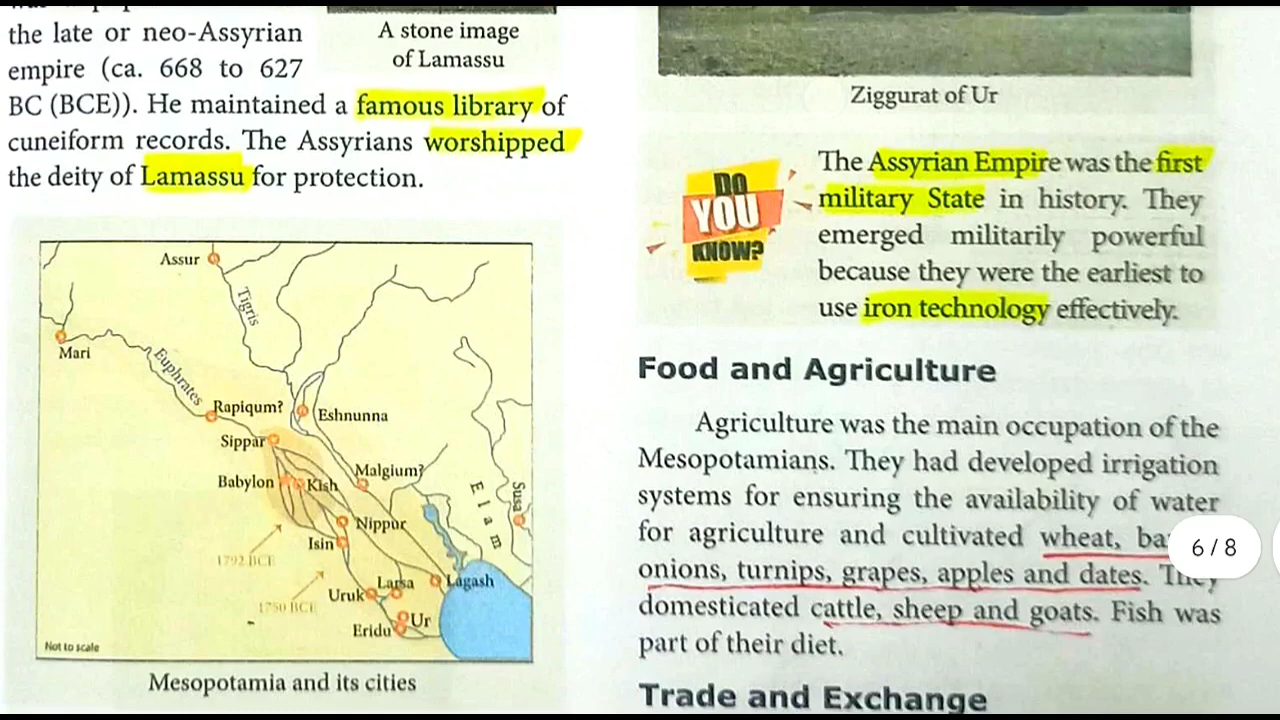 the late or neo-Assyrian
empire (ca. 668 to 627
BC (BCE)). He maintained a famous library of
cuneiform records. The Assyrians worshipped
the deity of Lamassu for protection.
A stone image
of Lamassu
Assur
Tigris
Mari
Euphrates
Rapiqum?
Eshnunna
Sippar
Malgium?
Babylon
Kish
Elam
Susa
Nippur
Isin
1792 BCE
Larsa
Lagash
Uruk
1750 BCE
Ur
Eridu
Not to scale
Mesopotamia and its cities
Ziggurat of Ur
DO
YOU
KNOW?
The Assyrian Empire was the first
military State in history. They
emerged militarily powerful
because they were the earliest to
use iron technology effectively.
Food and Agriculture
Agriculture was the main occupation of the
Mesopotamians. They had developed irrigation
systems for ensuring the availability of water
for agriculture and cultivated wheat,
onions, turnips, grapes, apples and dates. They
domesticated cattle, sheep and goats. Fish was
part of their diet.
Trade and Exchange
6 / 8